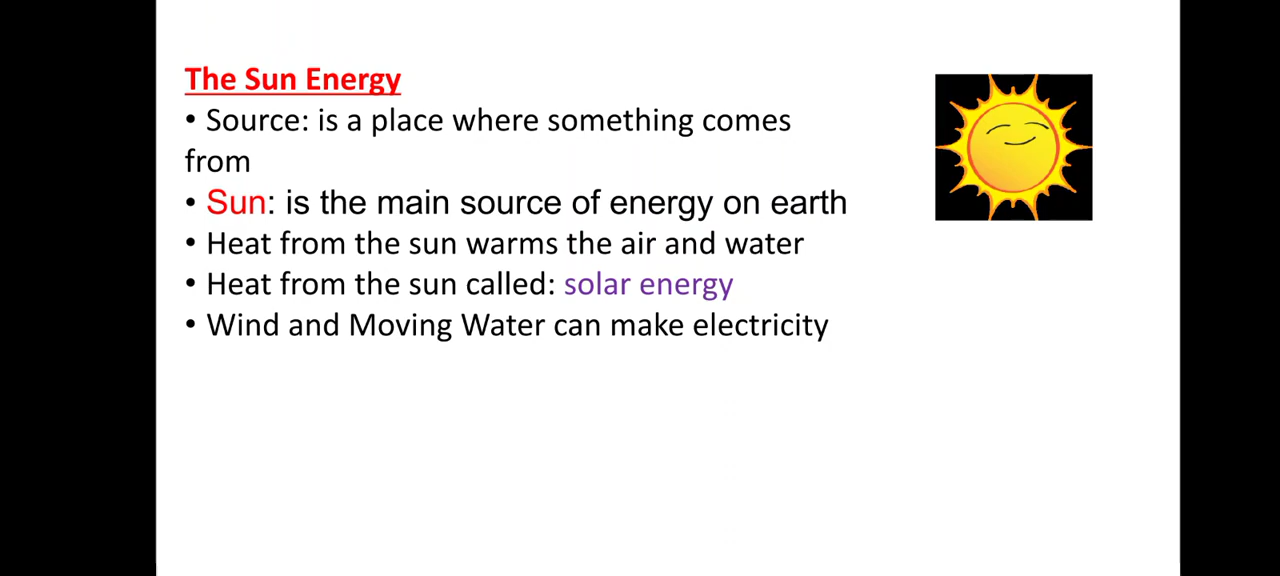 The Sun Energy
• Source: is a place where something comes
from
• Sun: is the main source of energy on earth
• Heat from the sun warms the air and water
• Heat from the sun called: solar energy
• Wind and Moving Water can make electricity